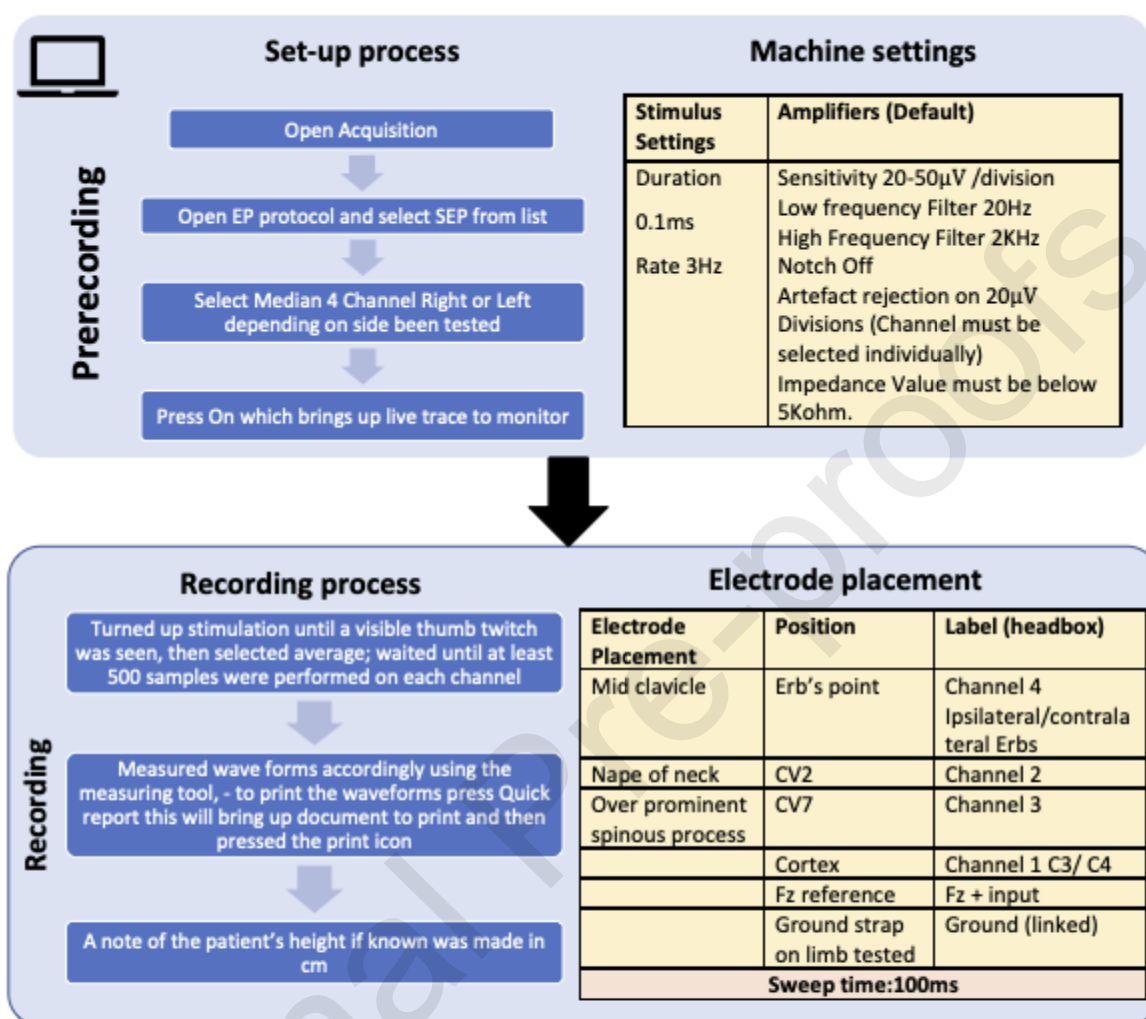 Prerecording
Set-up process
Open Acquisition
Open EP protocol and select SEP from list
Select Median 4 Channel Right or Left
depending on side been tested
Press On which brings up live trace to monitor
Machine settings
Stimulus
Settings
Amplifiers (Default)
Duration
0.1ms
Rate 3Hz
Sensitivity 20-50μV /division
Low frequency Filter 20Hz
High Frequency Filter 2KHz
Notch Off
Artefact rejection on 20μV
Divisions (Channel must be
selected individually)
Impedance Value must be below
5Kohm.
Recording
Recording process
Turned up stimulation until a visible thumb twitch
was seen, then selected average; waited until at least
500 samples were performed on each channel
Measured wave forms accordingly using the
measuring tool, - to print the waveforms press Quick
report this will bring up document to print and then
pressed the print icon
A note of the patient's height if known was made in
cm
Electrode placement
Electrode
Placement
Position
Label (headbox)
Mid clavicle
Erb's point
Channel 4
Ipsilateral/contrala
teral Erbs
Nape of neck
CV2
Channel 2
Over prominent
spinous process
CV7
Channel 3
Cortex
Channel 1 C3/ C4
Fz reference
Fz + input
Ground strap
on limb tested
Ground (linked)
Sweep time:100ms
nal Pre-proofs